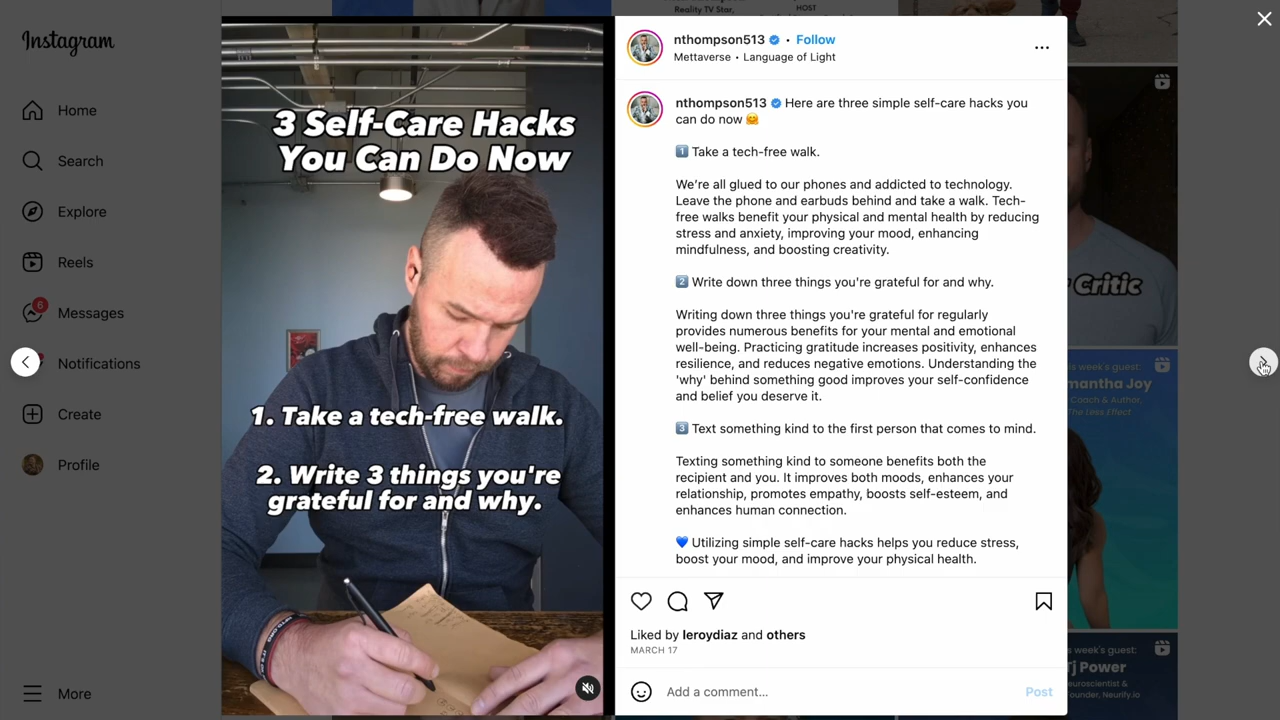 Instagram
Home
Search
Explore
Reels
6
Messages
Notifications
Create
Profile
More
Reality TV Star,
HOST
3 Self-Care Hacks
You Can Do Now
1. Take a tech-free walk.
2. Write 3 things you're
grateful for and why.
nthompson513 • Follow
Mettaverse • Language of Light
nthompson513 Here are three simple self-care hacks you
can do now 🤗
1️⃣ Take a tech-free walk.
We’re all glued to our phones and addicted to technology.
Leave the phone and earbuds behind and take a walk. Tech-
free walks benefit your physical and mental health by reducing
stress and anxiety, improving your mood, enhancing
mindfulness, and boosting creativity.
2️⃣ Write down three things you're grateful for and why.
Writing down three things you're grateful for regularly
provides numerous benefits for your mental and emotional
well-being. Practicing gratitude increases positivity, enhances
resilience, and reduces negative emotions. Understanding the
'why' behind something good improves your self-confidence
and belief you deserve it.
3️⃣ Text something kind to the first person that comes to mind.
Texting something kind to someone benefits both the
recipient and you. It improves both moods, enhances your
relationship, promotes empathy, boosts self-esteem, and
enhances human connection.
💙 Utilizing simple self-care hacks helps you reduce stress,
boost your mood, and improve your physical health.
Liked by leroydiaz and others
MARCH 17
Add a comment...
Post
Critic
week's guest:
mantha Joy
Coach & Author,
The Less Effect
week's guest:
Tj Power
euroscientist &
ounder, Neurify.io